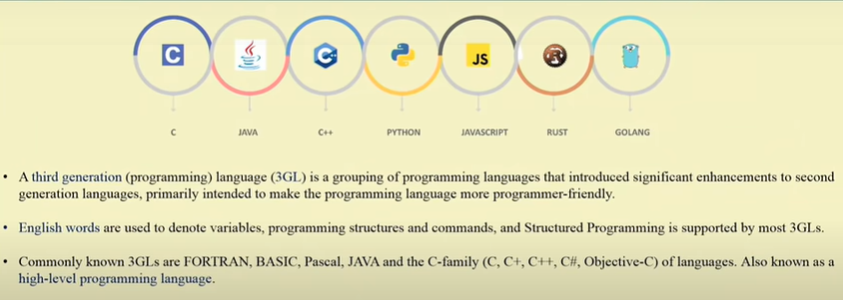 C
JS
R
C
JAVA
C++
PYTHON
JAVASCRIPT
RUST
GOLANG
• A third generation (programming) language (3GL) is a grouping of programming languages that introduced significant enhancements to second
generation languages, primarily intended to make the programming language more programmer-friendly.
• English words are used to denote variables, programming structures and commands, and Structured Programming is supported by most 3GLs.
• Commonly known 3GLs are FORTRAN, BASIC, Pascal, JAVA and the C-family (C, C+, C++, C#, Objective-C) of languages. Also known as a
high-level programming language.